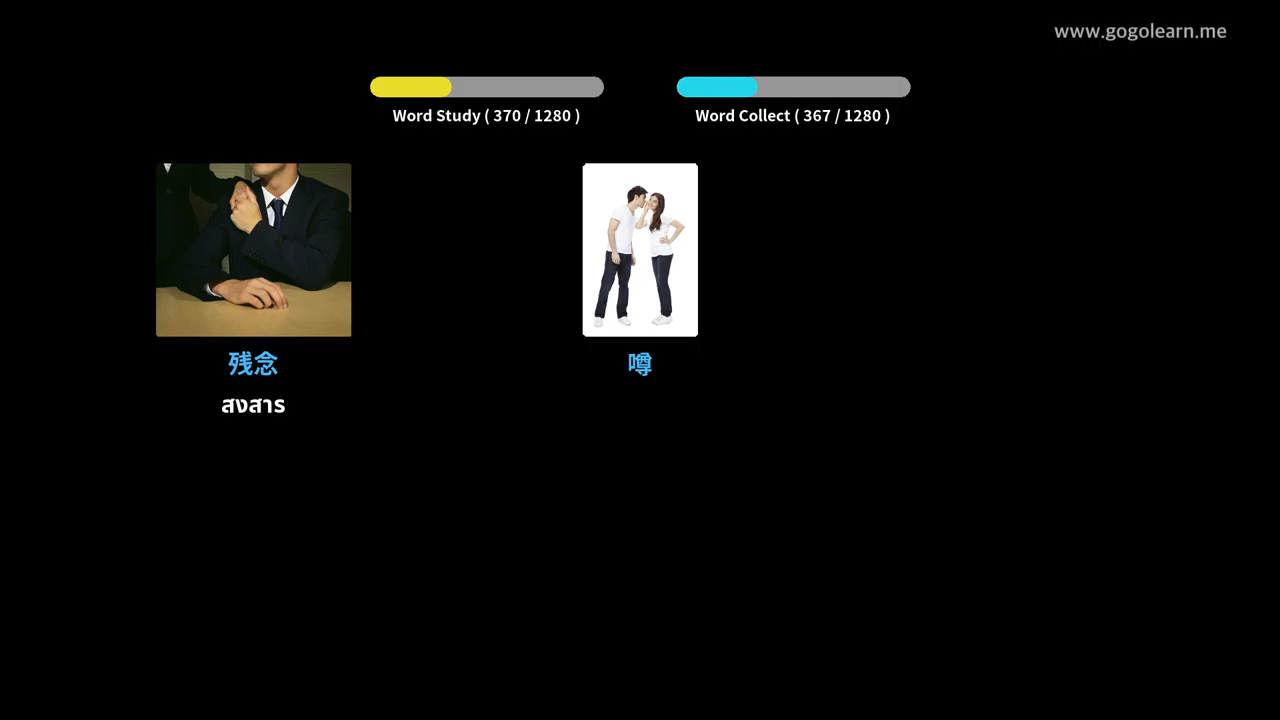 www.gogolearn.me
Word Study ( 370 / 1280 )
Word Collect ( 367 / 1280 )
残念
噂
สงสาร